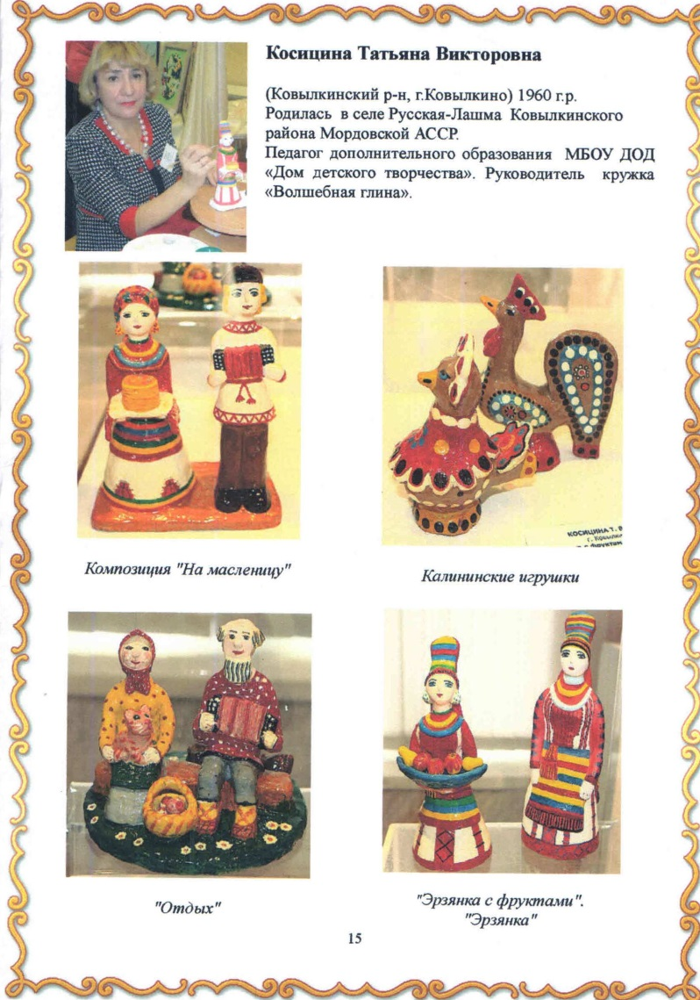 Косицина Татьяна Викторовна
(Ковылкинский р-н, г.Ковылкино) 1960 г.р.
Родилась в селе Русская-Лашма Ковылкинского
района Мордовской АССР.
Педагог дополнительного образования МБОУ ДОД
«Дом детского творчества». Руководитель кружка
«Волшебная глина».
КОСИЦИНА Т. В
г. Ковылки
с фруктам
Композиция "На масленицу"
Калининские игрушки
"Отдых"
"Эрзянка с фруктами".
"Эрзянка"
15